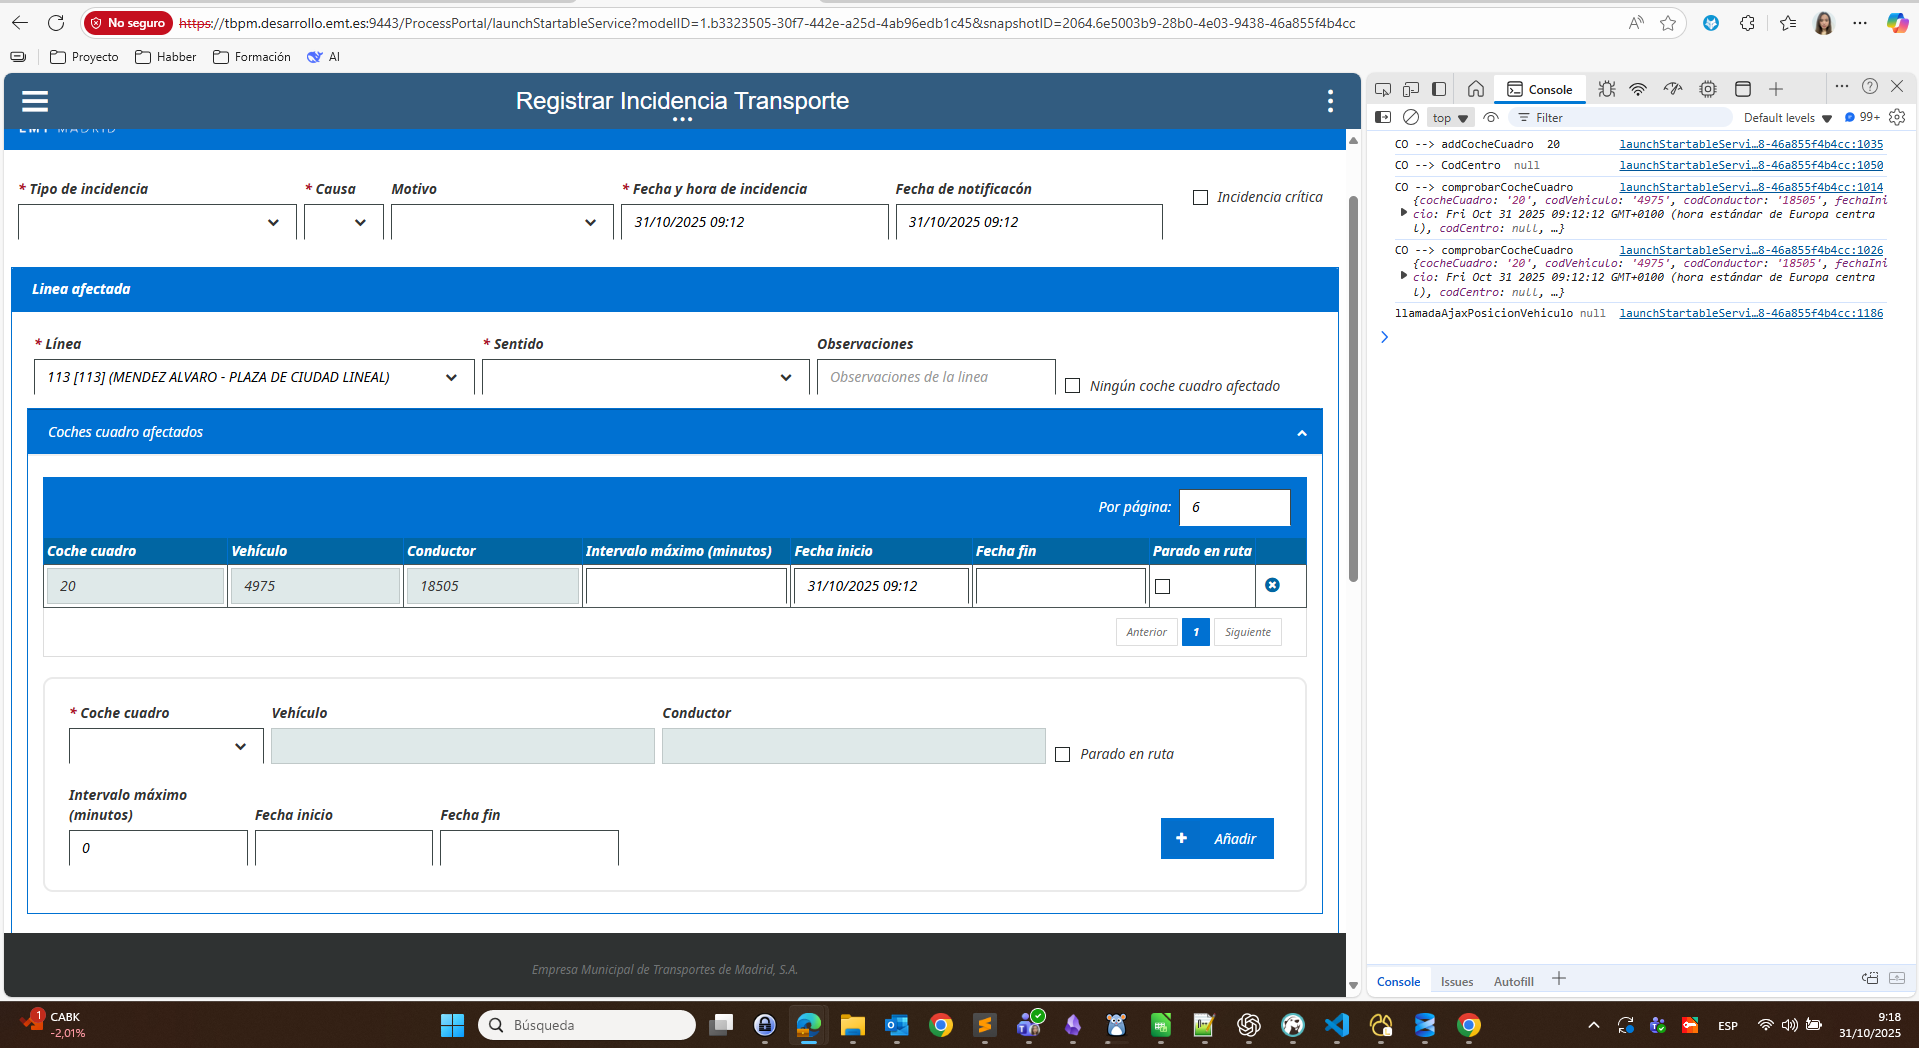 No seguro
https://tbpm.desarrollo.emt.es:9443/ProcessPortal/launchStartableService?modelID=1.b3323505-30f7-442e-a25d-4ab96edb1c45&snapshotID=2064.6e5003b9-28b0-4e03-9438-46a855f4b4cc
Proyecto
Habber
Formación
AI
Registrar Incidencia Transporte
...
* Tipo de incidencia
* Causa
Motivo
* Fecha y hora de incidencia
Fecha de notificacón
31/10/2025 09:12
31/10/2025 09:12
Incidencia crítica
Linea afectada
* Línea
* Sentido
Observaciones
113 [113] (MENDEZ ALVARO - PLAZA DE CIUDAD LINEAL)
Observaciones de la linea
Ningún coche cuadro afectado
Coches cuadro afectados
Por página:
6
Coche cuadro
Vehículo
Conductor
Intervalo máximo (minutos)
Fecha inicio
Fecha fin
Parado en ruta
20
4975
18505
31/10/2025 09:12
Anterior
1
Siguiente
* Coche cuadro
Vehículo
Conductor
Parado en ruta
Intervalo máximo
(minutos)
Fecha inicio
Fecha fin
0
+ Añadir
Empresa Municipal de Transportes de Madrid, S.A.
Console
top
Filter
Default levels
99+
CO --> addCocheCuadro 20 launchStartableServi…8-46a855f4b4cc:1035
CO --> CodCentro null launchStartableServi…8-46a855f4b4cc:1050
CO --> comprobarCocheCuadro launchStartableServi…8-46a855f4b4cc:1014
{cocheCuadro: '20', codVehiculo: '4975', codConductor: '18505', fechaIni
cio: Fri Oct 31 2025 09:12:12 GMT+0100 (hora estándar de Europa centra
l), codCentro: null, …}
CO --> comprobarCocheCuadro launchStartableServi…8-46a855f4b4cc:1026
{cocheCuadro: '20', codVehiculo: '4975', codConductor: '18505', fechaIni
cio: Fri Oct 31 2025 09:12:12 GMT+0100 (hora estándar de Europa centra
l), codCentro: null, …}
llamadaAjaxPosicionVehiculo null launchStartableServi…8-46a855f4b4cc:1186
Console
Issues
Autofill
1
CABK
-2,01%
Búsqueda
ESP
9:18
31/10/2025